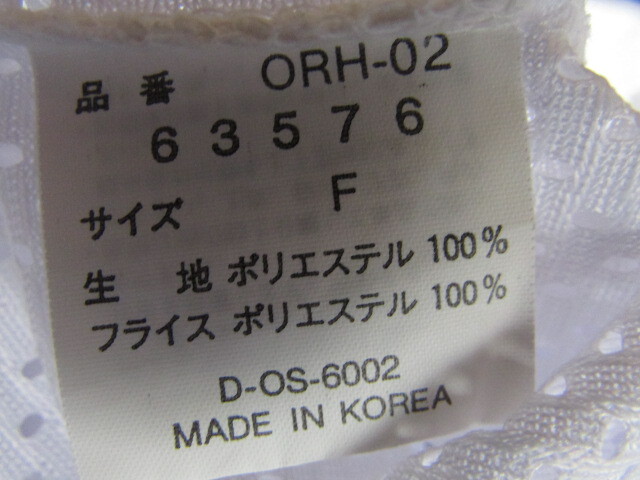 品番 ORH-02
63576
サイズ F
生地 ポリエステル 100%
フライス ポリエステル 100%
D-OS-6002
MADE IN KOREA